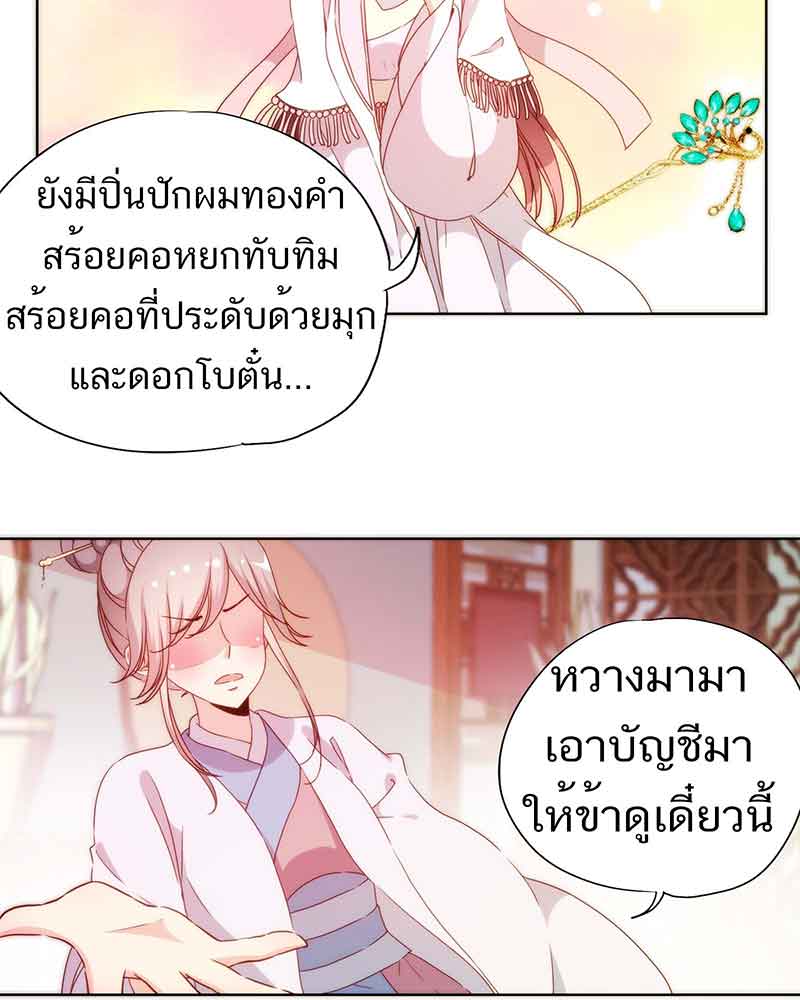 ยังมีปิ่นปักผมทองคำ
สร้อยคอหยกทับทิม
สร้อยคอที่ประดับด้วยมุก
และดอกโบตั๋น...
หวางมามา
เอาบัญชีมา
ให้ข้าดูเดี๋ยวนี้